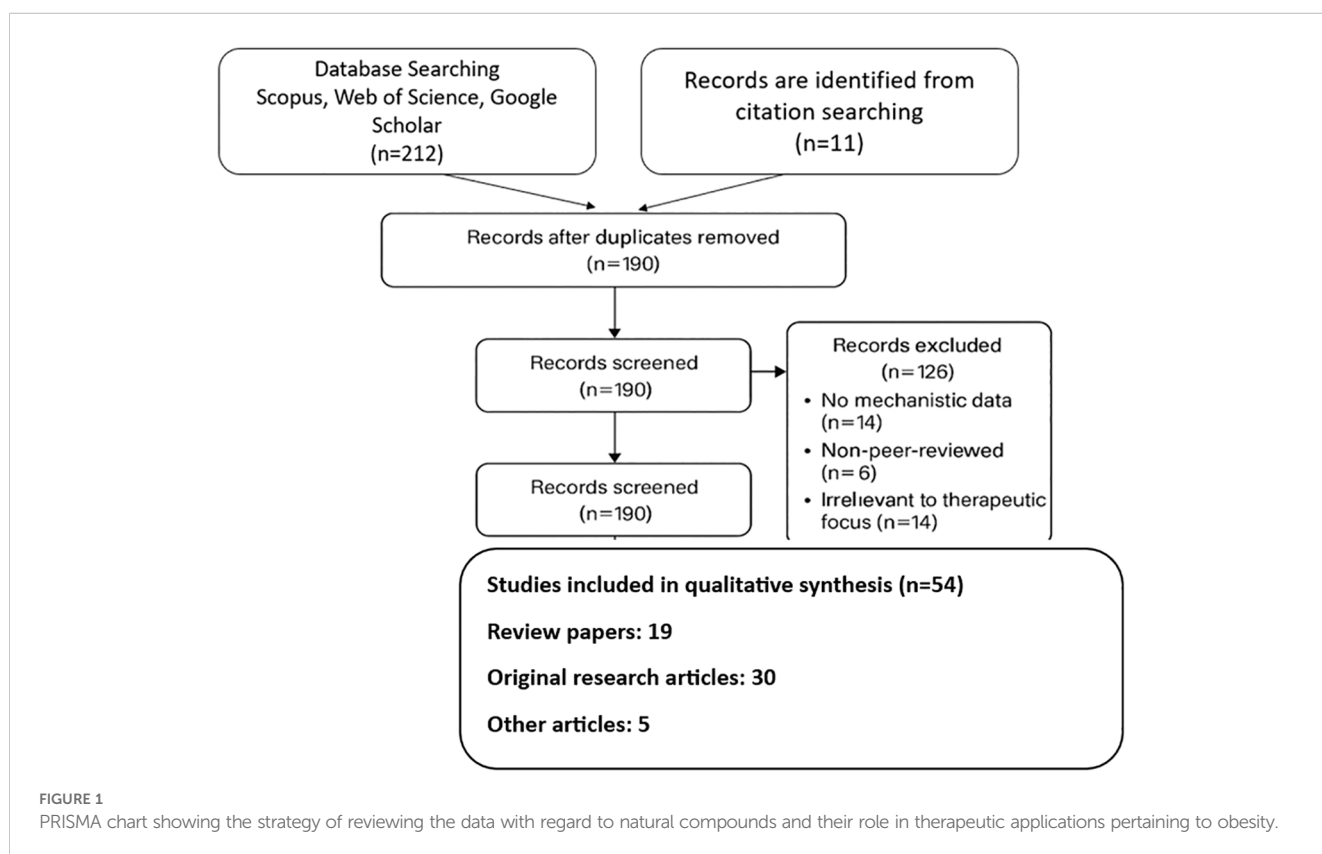 Database Searching
Scopus, Web of Science, Google
Scholar
(n=212)
Records are identified from
citation searching
(n=11)
Records after duplicates removed
(n=190)
Records screened
(n=190)
Records excluded
(n=126)
• No mechanistic data
(n=14)
• Non-peer-reviewed
(n=6)
• Irrellevant to therapeutic
focus (n=14)
Records screened
(n=190)
Studies included in qualitative synthesis (n=54)
Review papers: 19
Original research articles: 30
Other articles: 5
FIGURE 1
PRISMA chart showing the strategy of reviewing the data with regard to natural compounds and their role in therapeutic applications pertaining to obesity.